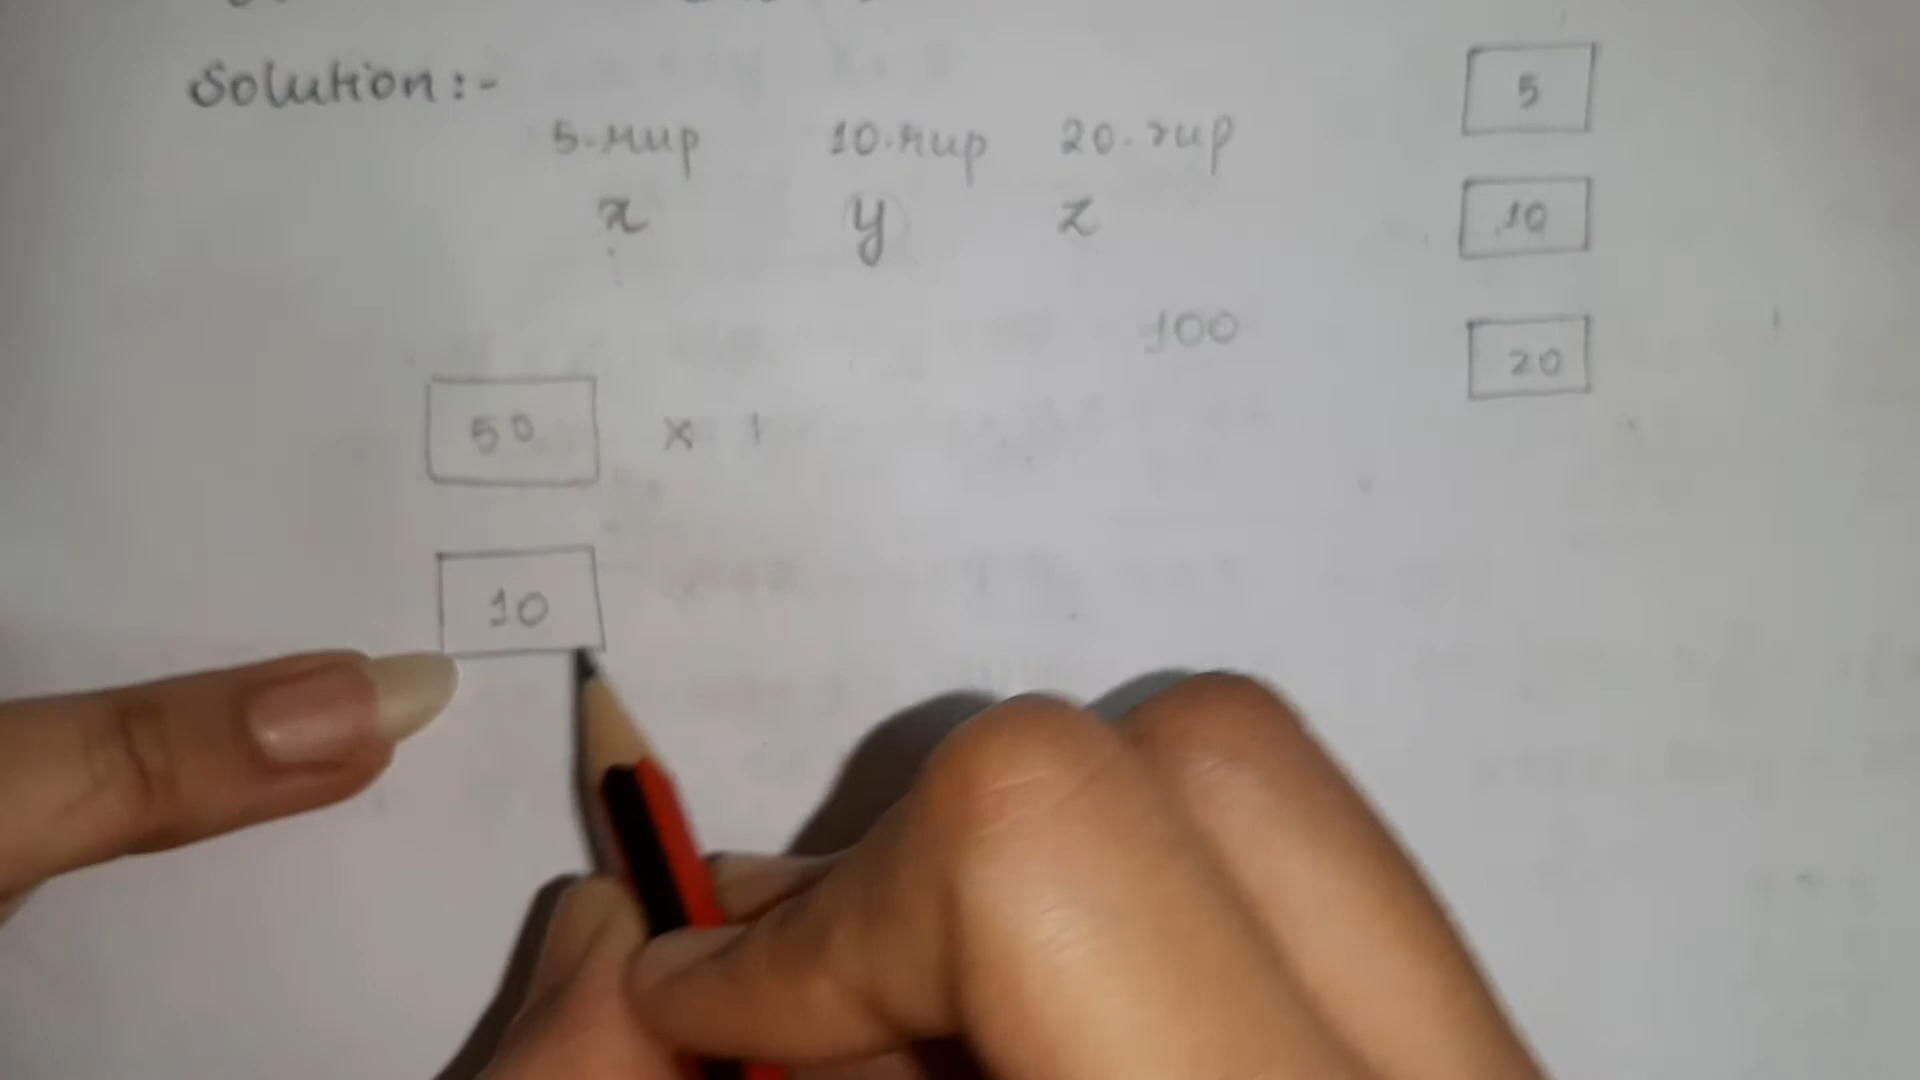 Solution:-
5
5.rup 10.rup 20.rup
x y z
10
100
20
50 x 1
10